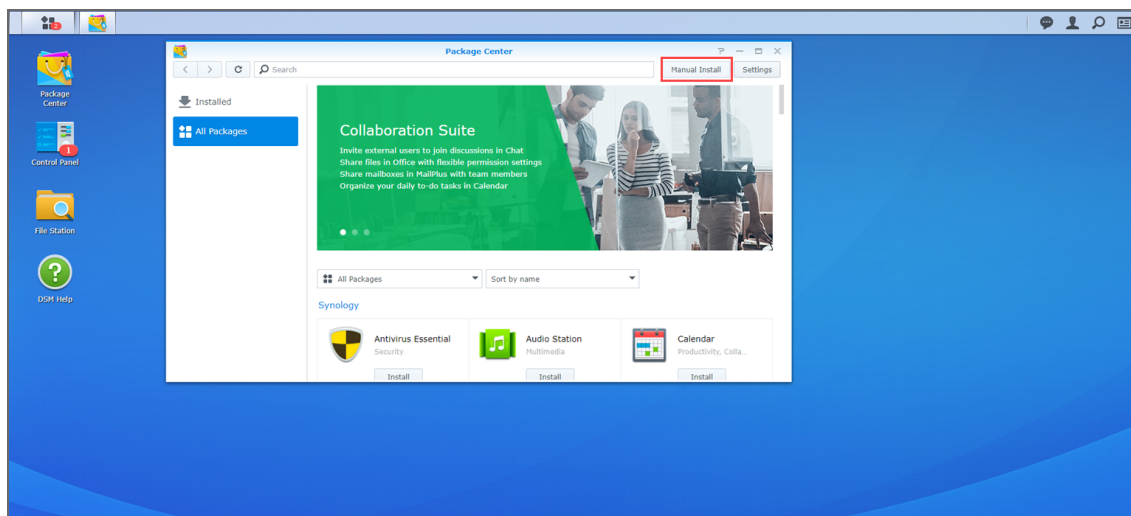 2
Package Center
Search
Manual Install
Settings
Package
Center
Installed
All Packages
Collaboration Suite
Invite external users to join discussions in Chat
Share files in Office with flexible permission settings
Share mailboxes in MailPlus with team members
Organize your daily to-do tasks in Calendar
1
Control Panel
File Station
DSM Help
All Packages
Sort by name
Synology
Antivirus Essential
Security
Install
Audio Station
Multimedia
Install
Calendar
Productivity, Colla...
Install